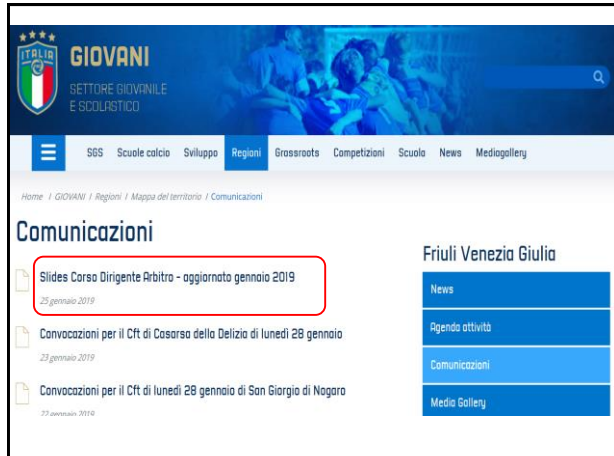 ITALIA
GIOVANI
SETTORE GIOVANILE
E SCOLASTICO
SGS Scuole calcio Sviluppo Regioni Grassroots Competizioni Scuola News Mediagallery
Home / GIOVANI / Regioni / Mappa del territorio / Comunicazioni
Comunicazioni
Slides Corso Dirigente Arbitro - aggiornato gennaio 2019
25 gennaio 2019
Convocazioni per il Cft di Casarsa della Delizia di lunedì 28 gennaio
23 gennaio 2019
Convocazioni per il Cft di lunedì 28 gennaio di San Giorgio di Nogaro
22 gennaio 2019
Friuli Venezia Giulia
News
Agenda attività
Comunicazioni
Media Gallery